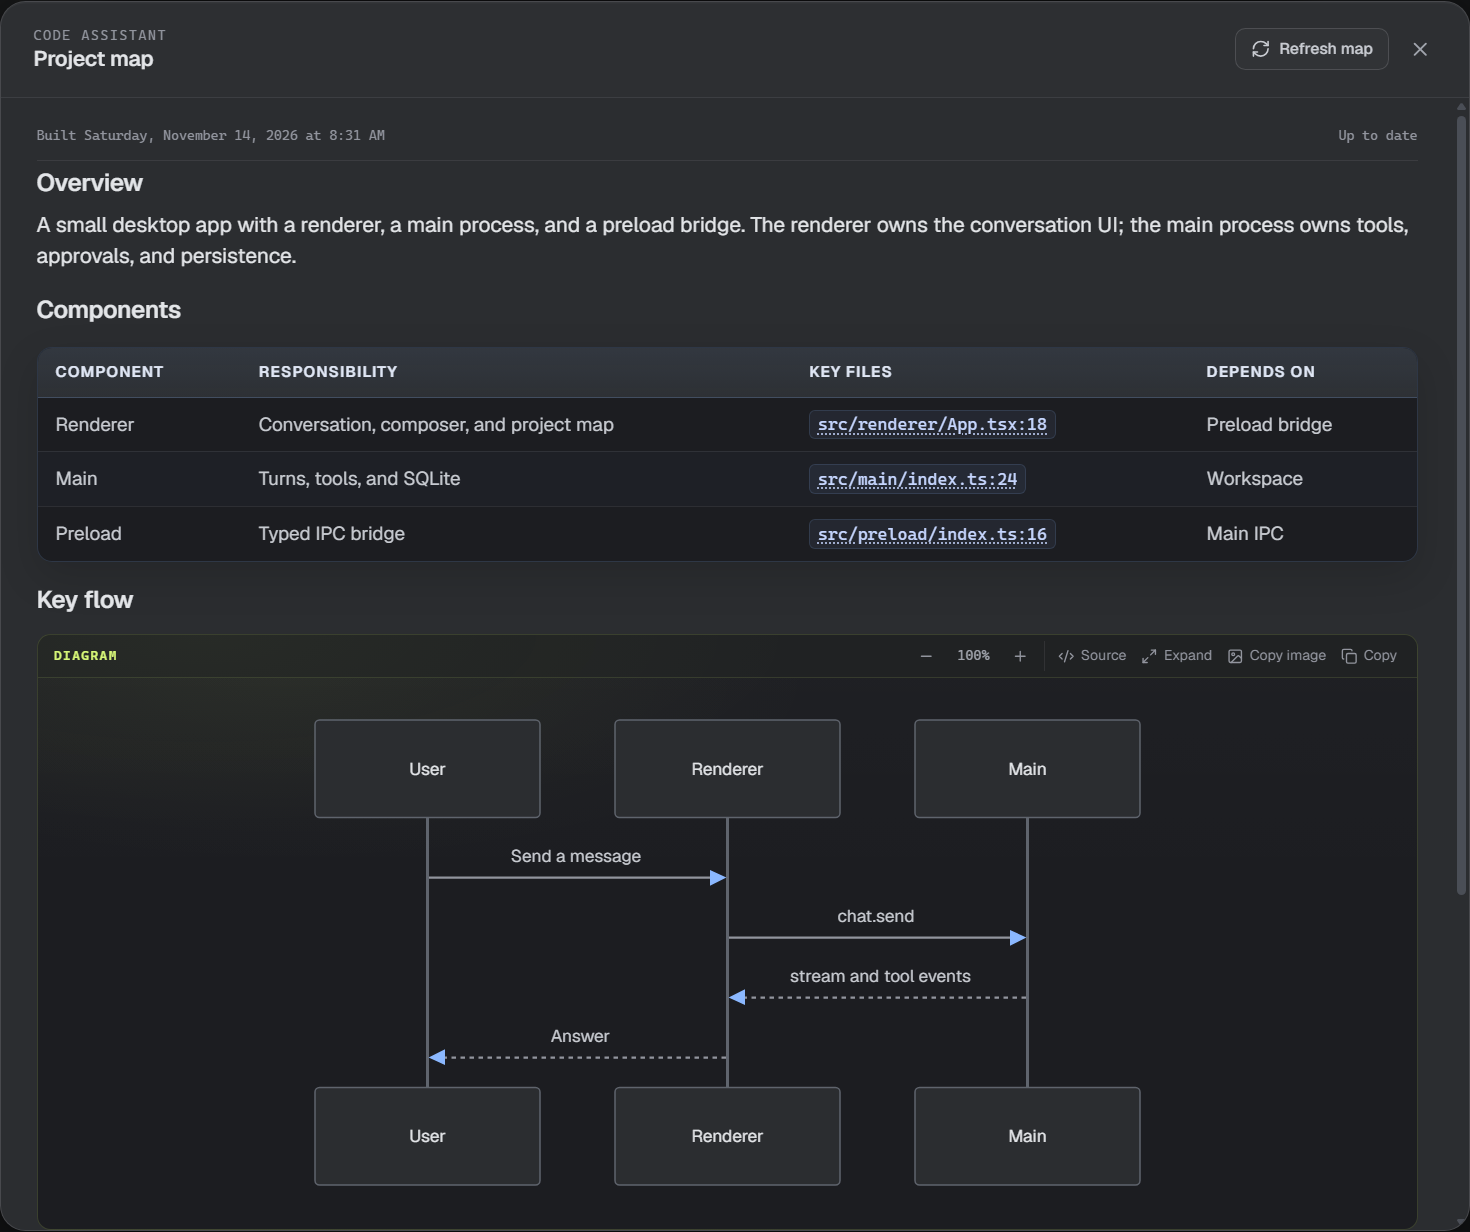 CODE ASSISTANT
Project map
Refresh map
Built Saturday, November 14, 2026 at 8:31 AM
Up to date
Overview
A small desktop app with a renderer, a main process, and a preload bridge. The renderer owns the conversation UI; the main process owns tools,
approvals, and persistence.
Components
COMPONENT RESPONSIBILITY KEY FILES DEPENDS ON
Renderer Conversation, composer, and project map src/renderer/App.tsx:18 Preload bridge
Main Turns, tools, and SQLite src/main/index.ts:24 Workspace
Preload Typed IPC bridge src/preload/index.ts:16 Main IPC
Key flow
DIAGRAM
100%
Source
Expand
Copy image
Copy
User Renderer Main
Send a message
chat.send
stream and tool events
Answer
User Renderer Main